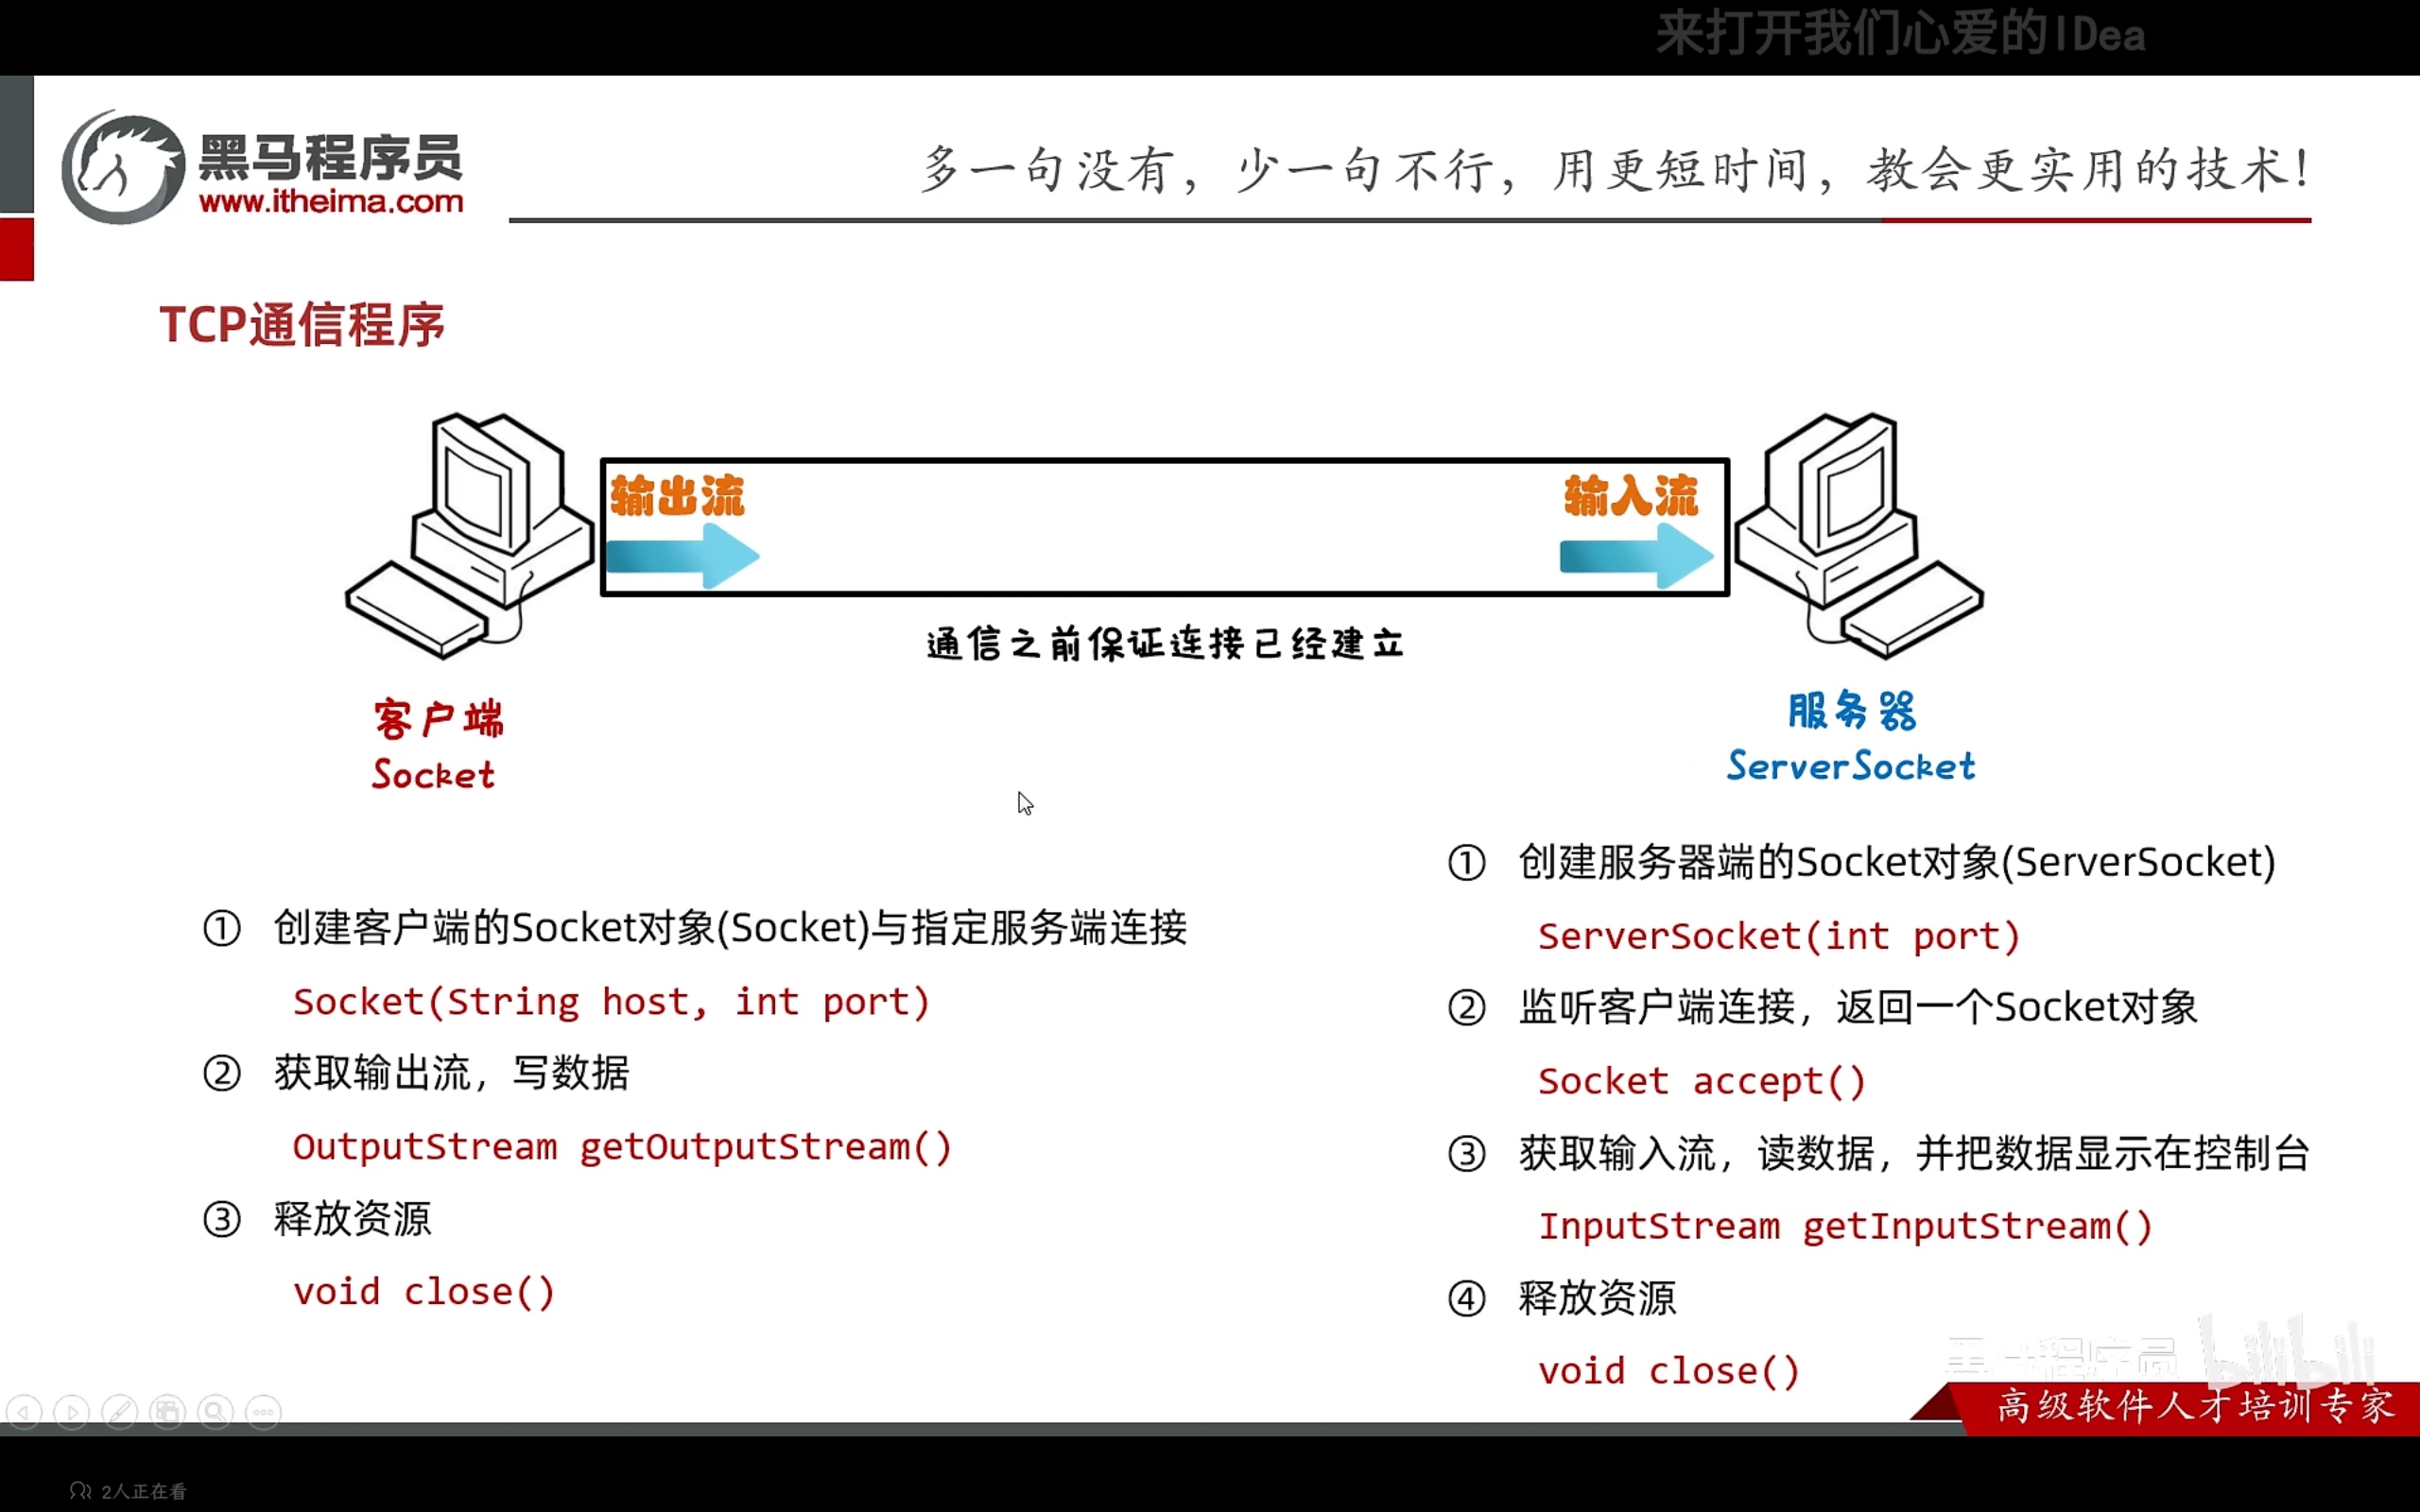 来打开我们心爱的IDea
黑马程序员
www.itheima.com
多一句没有，少一句不行，用更短时间，教会更实用的技术!
TCP通信程序
输出流
输入流
通信之前保证连接已经建立
客户端
Socket
服务器
ServerSocket
① 创建客户端的Socket对象(Socket)与指定服务端连接
Socket(String host, int port)
② 获取输出流，写数据
OutputStream getOutputStream()
③ 释放资源
void close()
① 创建服务器端的Socket对象(ServerSocket)
ServerSocket(int port)
② 监听客户端连接，返回一个Socket对象
Socket accept()
③ 获取输入流，读数据，并把数据显示在控制台
InputStream getInputStream()
④ 释放资源
void close()
黑马程序员 bilibili
高级软件人才培训专家
2人正在看